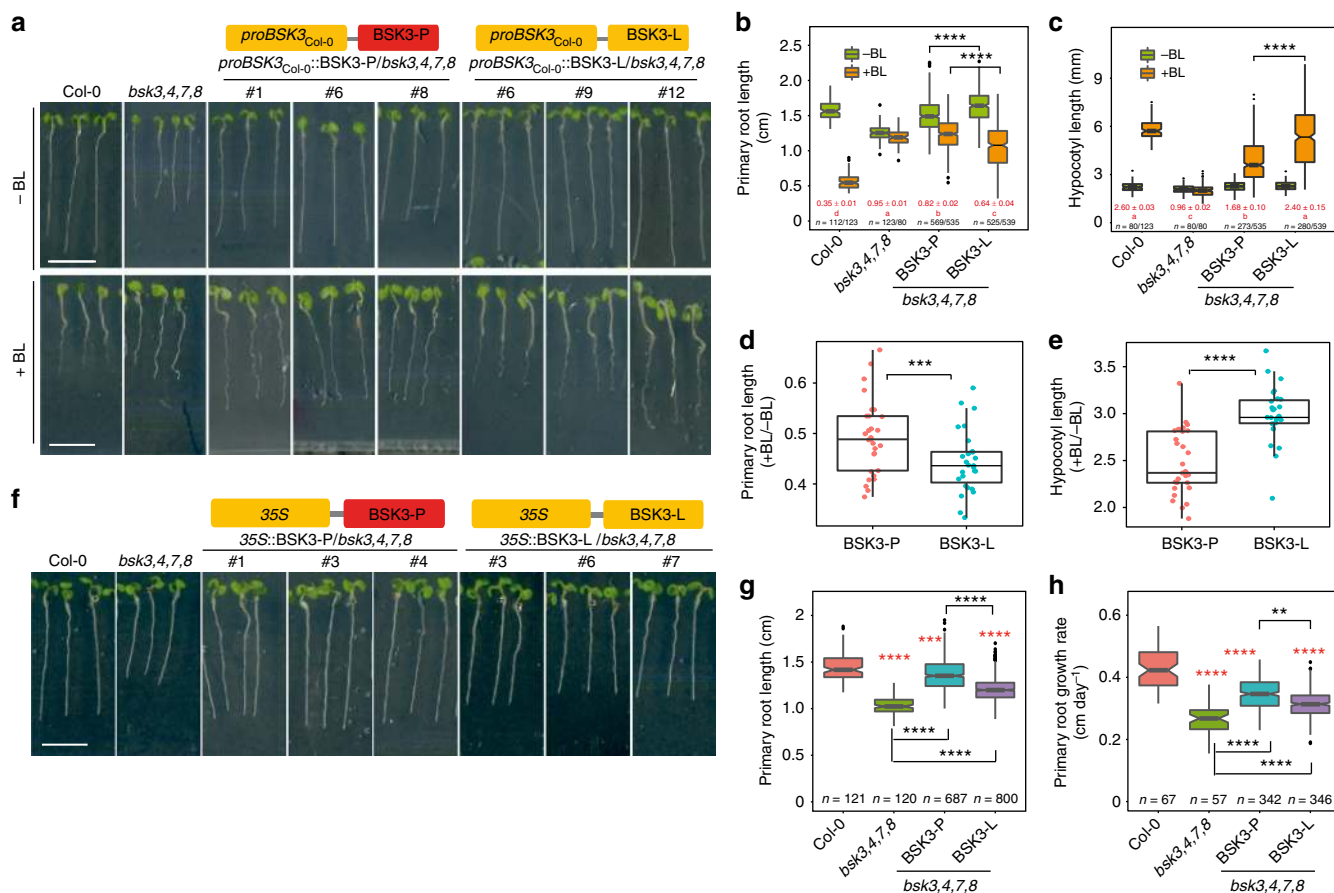 a
proBSK3Col-0 BSK3-P proBSK3Col-0 BSK3-L
proBSK3Col-0::BSK3-P/bsk3,4,7,8 proBSK3Col-0::BSK3-L/bsk3,4,7,8
Col-0 bsk3,4,7,8 #1 #6 #8 #6 #9 #12
– BL
+ BL
b
Primary root length (cm)
2.5
2.0
1.5
1.0
0.5
0
–BL
+BL
****
****
0.35 ± 0.01 0.95 ± 0.01 0.82 ± 0.02 0.64 ± 0.04
d a b c
n = 112/123 n = 123/80 n = 569/535 n = 525/539
Col-0 bsk3,4,7,8 BSK3-P BSK3-L
bsk3,4,7,8
c
Hypocotyl length (mm)
9
6
3
0
–BL
+BL
****
2.60 ± 0.03 0.96 ± 0.02 1.68 ± 0.10 2.40 ± 0.15
a c b a
n = 80/123 n = 80/80 n = 273/535 n = 280/539
Col-0 bsk3,4,7,8 BSK3-P BSK3-L
bsk3,4,7,8
d
Primary root length
(+BL/–BL)
0.6
0.5
0.4
***
BSK3-P BSK3-L
e
Hypocotyl length
(+BL/–BL)
3.5
3.0
2.5
2.0
****
BSK3-P BSK3-L
f
35S BSK3-P 35S BSK3-L
35S::BSK3-P/bsk3,4,7,8 35S::BSK3-L /bsk3,4,7,8
Col-0 bsk3,4,7,8 #1 #3 #4 #3 #6 #7
g
Primary root length (cm)
2
1.5
1.0
0.5
0
****
**** *** ****
****
****
n = 121 n = 120 n = 687 n = 800
Col-0 bsk3,4,7,8 BSK3-P BSK3-L
bsk3,4,7,8
h
Primary root growth rate
(cm day–1)
0.6
0.4
0.2
0
**
**** **** ****
****
****
n = 67 n = 57 n = 342 n = 346
Col-0 bsk3,4,7,8 BSK3-P BSK3-L
bsk3,4,7,8